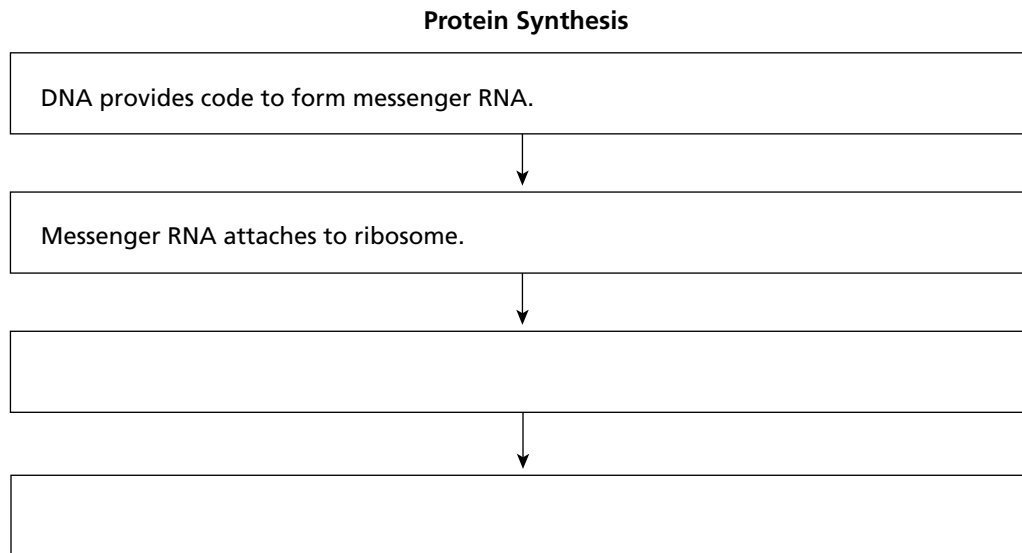 Protein Synthesis
DNA provides code to form messenger RNA.
Messenger RNA attaches to ribosome.